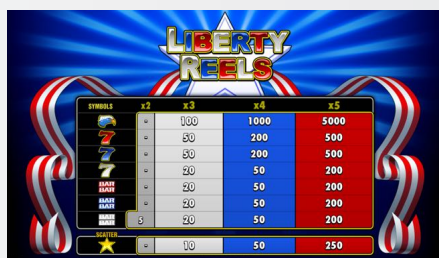 LIBERTY
REELS
SYMBOLS x2 x3 x4 x5
- 100 1000 5000
7 - 50 200 500
7 - 50 200 500
7 - 20 50 200
BAR BAR - 20 50 200
BAR BAR - 20 50 200
BAR BAR 5 20 50 200
SCATTER
- 10 50 250